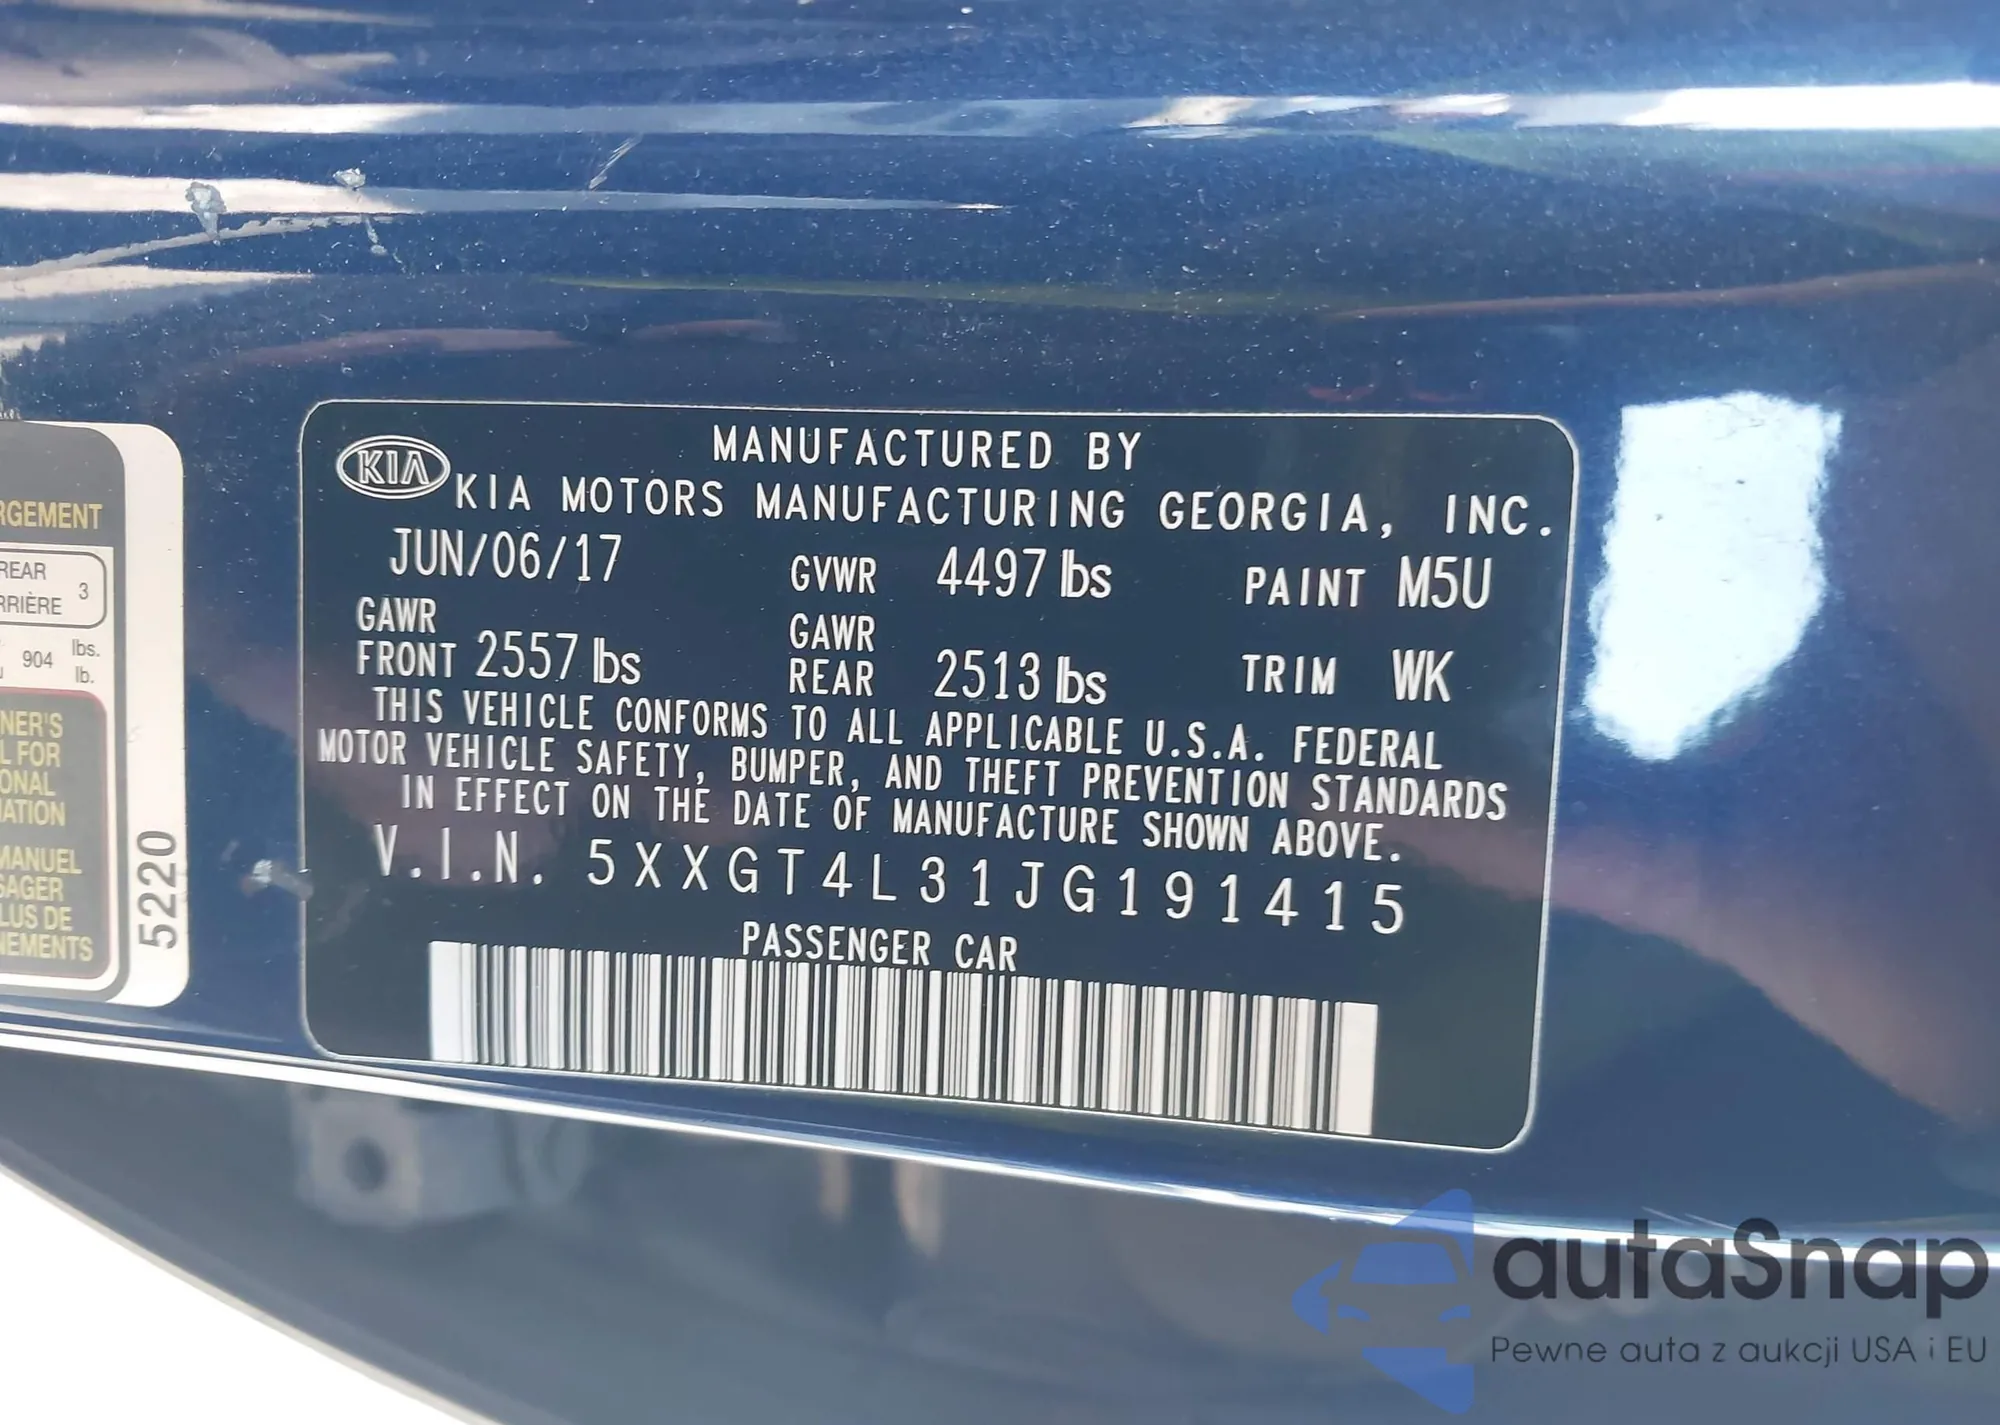 RGEMENT
REAR
RRIÈRE 3
904 lbs.
lb.
NER'S
L FOR
ONAL
MATION
MANUEL
SAGER
LUS DE
NEMENTS
5220
KIA
MANUFACTURED BY
KIA MOTORS MANUFACTURING GEORGIA, INC.
JUN/06/17 GVWR 4497 lbs PAINT M5U
GAWR FRONT 2557 lbs GAWR REAR 2513 lbs TRIM WK
THIS VEHICLE CONFORMS TO ALL APPLICABLE U.S.A. FEDERAL
MOTOR VEHICLE SAFETY, BUMPER, AND THEFT PREVENTION STANDARDS
IN EFFECT ON THE DATE OF MANUFACTURE SHOWN ABOVE.
V.I.N. 5XXGT4L31JG191415
PASSENGER CAR
autaSnap
Pewne auta z aukcji USA i EU